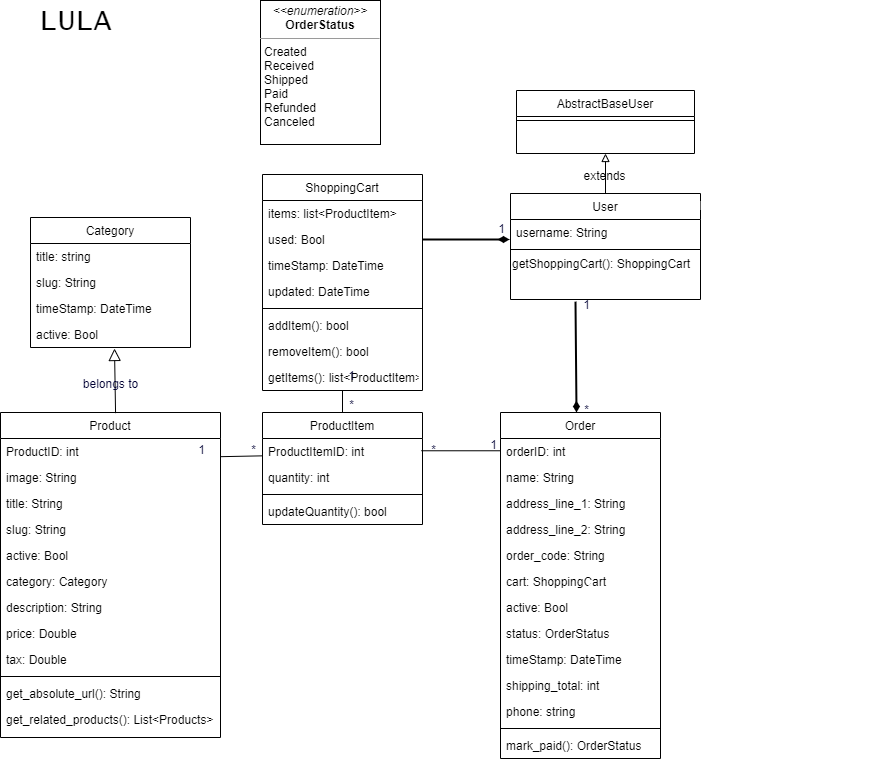 LULA
<<enumeration>>
OrderStatus
Created
Received
Shipped
Paid
Refunded
Canceled
AbstractBaseUser
extends
User
username: String
getShoppingCart(): ShoppingCart
1
1
ShoppingCart
items: list<ProductItem>
used: Bool
timeStamp: DateTime
updated: DateTime
addItem(): bool
removeItem(): bool
getItems(): list<ProductItem>
1
*
Category
title: string
slug: String
timeStamp: DateTime
active: Bool
belongs to
Product
ProductID: int
image: String
title: String
slug: String
active: Bool
category: Category
description: String
price: Double
tax: Double
get_absolute_url(): String
get_related_products(): List<Products>
1
*
ProductItem
ProductItemID: int
quantity: int
updateQuantity(): bool
*
1
*
Order
orderID: int
name: String
address_line_1: String
address_line_2: String
order_code: String
cart: ShoppingCart
active: Bool
status: OrderStatus
timeStamp: DateTime
shipping_total: int
phone: string
mark_paid(): OrderStatus